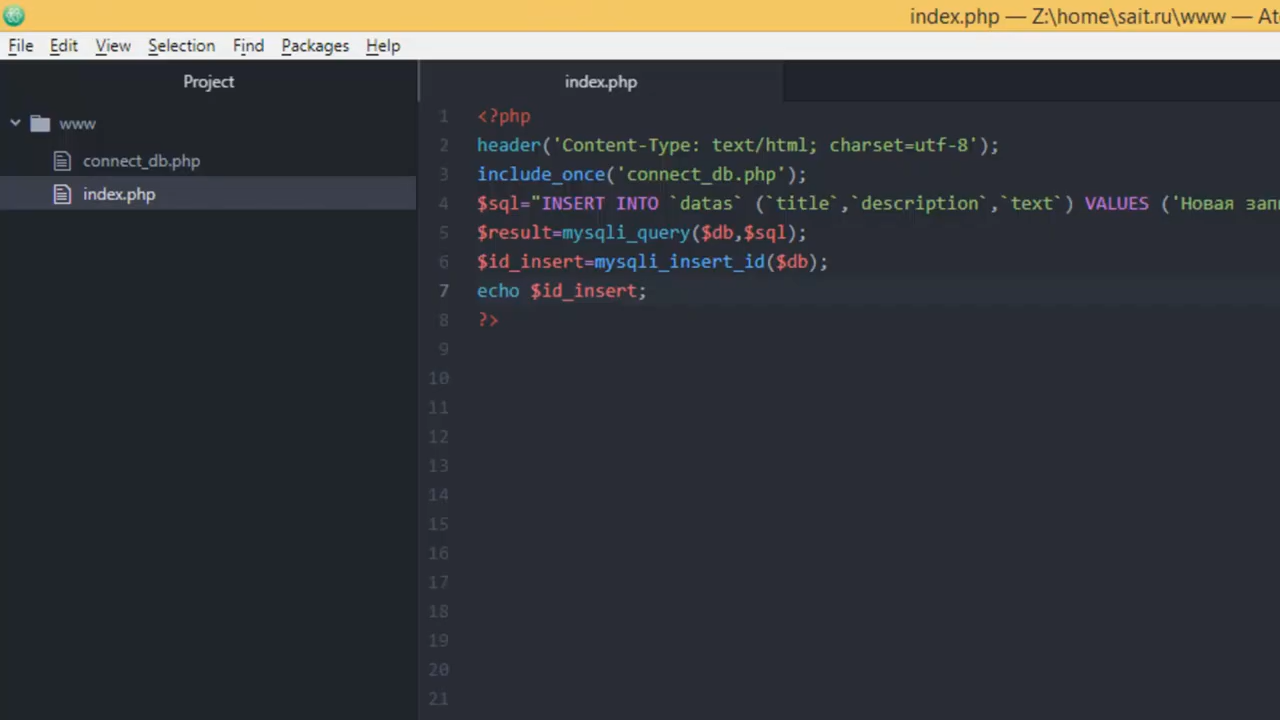 index.php — Z:\home\sait.ru\www —
File Edit View Selection Find Packages Help
Project
index.php
www
connect_db.php
index.php
1 <?php
2 header('Content-Type: text/html; charset=utf-8');
3 include_once('connect_db.php');
4 $sql="INSERT INTO `datas` (`title`,`description`,`text`) VALUES ('Новая
5 $result=mysqli_query($db,$sql);
6 $id_insert=mysqli_insert_id($db);
7 echo $id_insert;
8 ?>
9
10
11
12
13
14
15
16
17
18
19
20
21